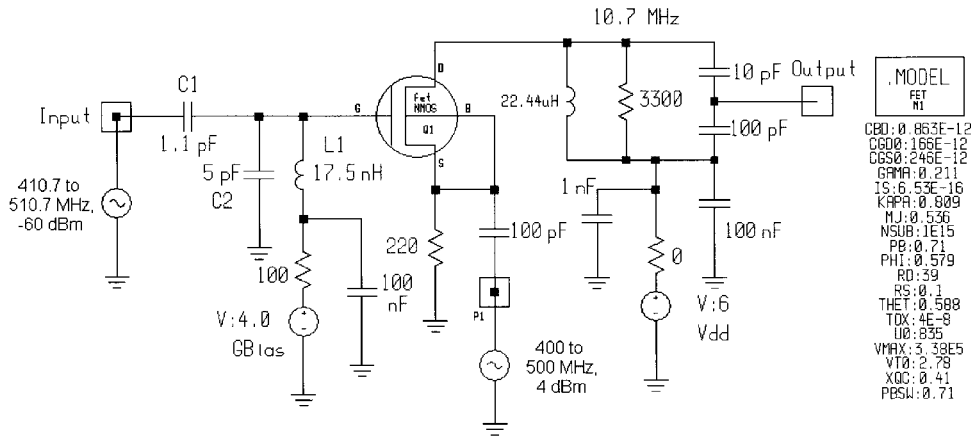 10.7 MHz
C1
Input
1.1 pF
410.7 to
510.7 MHz,
-60 dBm
5 pF
C2
L1
17.5 nH
100
V:4.0
GBias
100
nF
D
G
B
S
Fet
NMOS
Q1
220
100 pF
P1
400 to
500 MHz,
4 dBm
22.44uH
3300
10 pF
Output
100 pF
1 nF
0
100 nF
V:6
Vdd
.MODEL
FET
N1
CBD:0.863E-12
CGDO:166E-12
CGSO:246E-12
GAMA:0.211
IS:6.53E-16
KAPA:0.809
MJ:0.536
NSUB:1E15
PB:0.71
PHI:0.579
RD:39
RS:0.1
THET:0.588
TOX:4E-8
UO:835
VMAX:3.38E5
VTO:2.78
XQC:0.41
PBSW:0.71